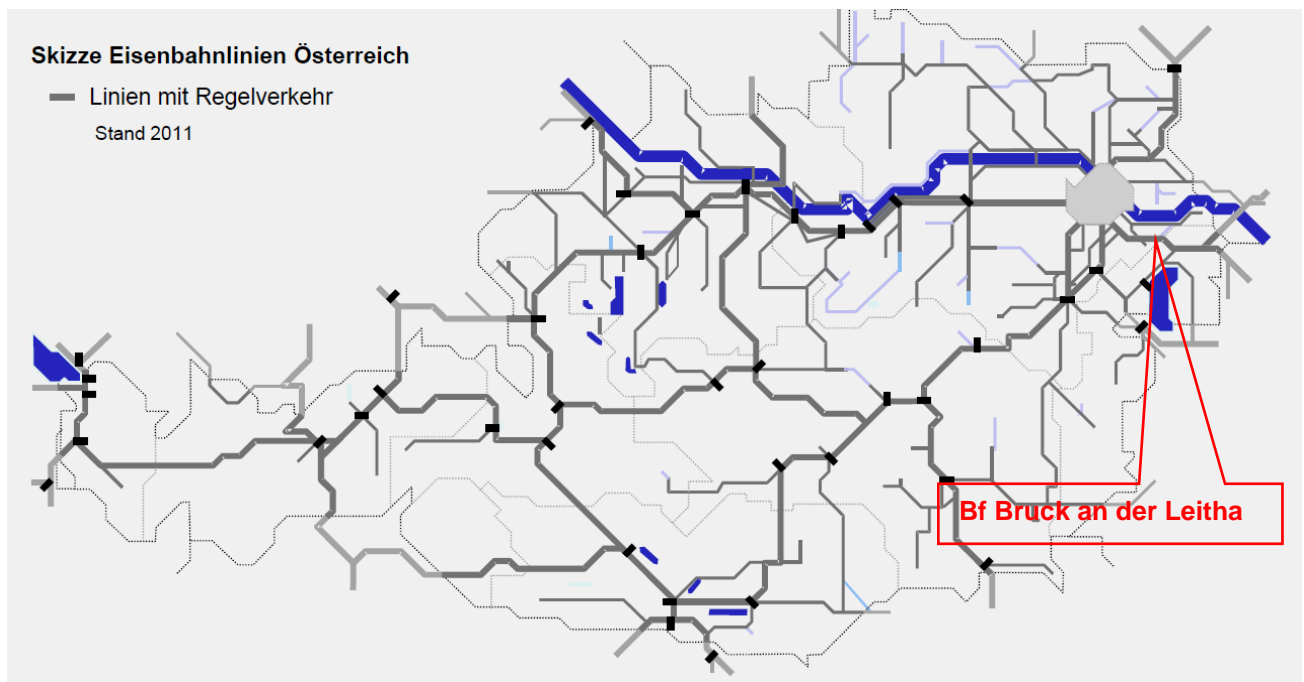 Skizze Eisenbahnlinien Österreich
Linien mit Regelverkehr
Stand 2011
Bf Bruck an der Leitha